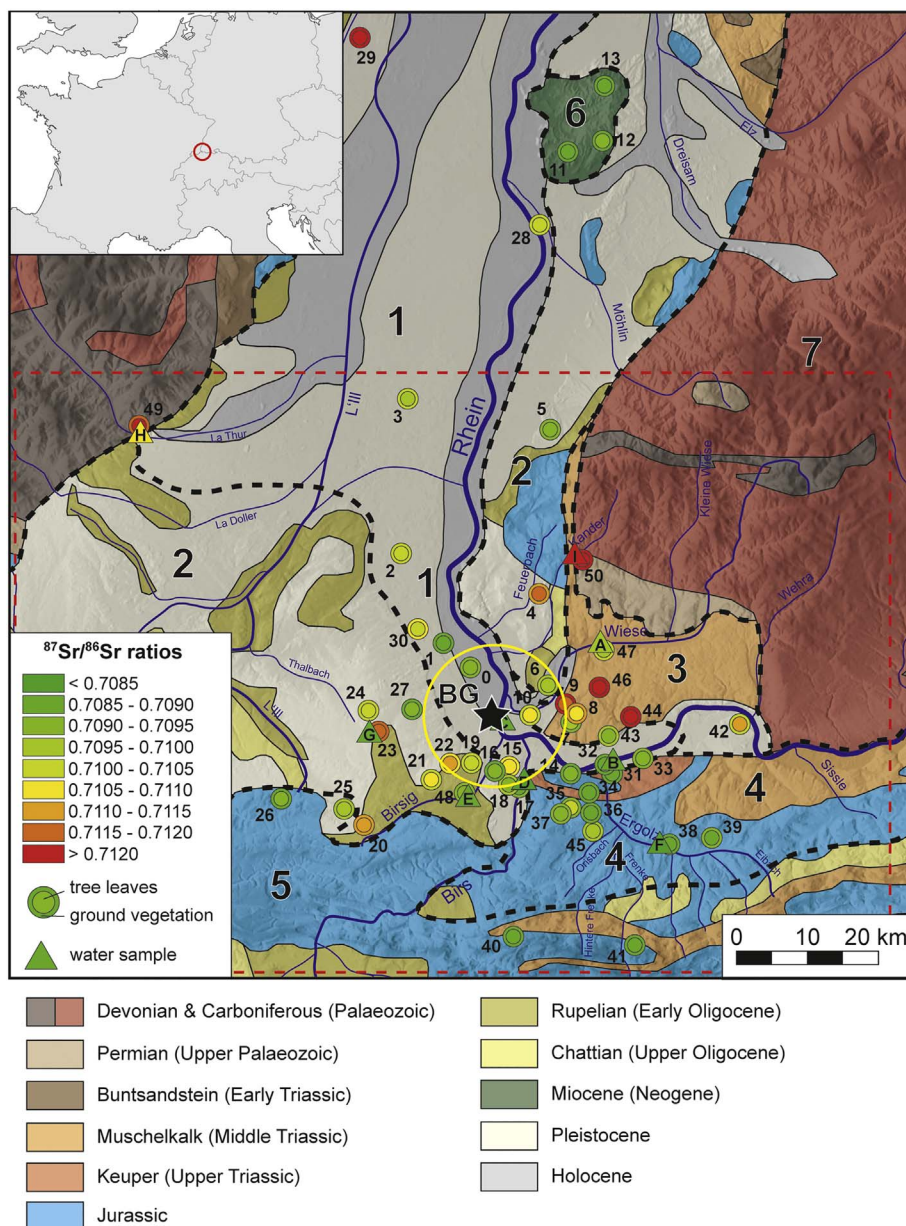 29
13
6
12
11
Elz
Dreisam
28
1
Möhlin
7
L'Ill
3
5
49
H
La Thur
Rhein
2
Kleine Wiese
La Doller
Kander
I
50
2
Feuerbach
Wehra
2
1
4
30
Wiese
A
47
1
⁸⁷Sr/⁸⁶Sr ratios
< 0.7085
0.7085 - 0.7090
0.7090 - 0.7095
0.7095 - 0.7100
0.7100 - 0.7105
0.7105 - 0.7110
0.7110 - 0.7115
0.7115 - 0.7120
> 0.7120
tree leaves
ground vegetation
water sample
Thalbach
L'Ill
0
6
3
BG
24
27
9
46
10
8
44
G
23
43
42
22
19
16
15
32
B
21
33
31
Sissle
48
E
18
17
35
34
4
26
25
Birsig
37
36
Ergolz
20
45
F
38
39
Orisbach
Frenke
Eibach
4
5
Birs
Hintere Frenke
40
41
0 10 20 km
Devonian & Carboniferous (Palaeozoic)
Permian (Upper Palaeozoic)
Buntsandstein (Early Triassic)
Muschelkalk (Middle Triassic)
Keuper (Upper Triassic)
Jurassic
Rupelian (Early Oligocene)
Chattian (Upper Oligocene)
Miocene (Neogene)
Pleistocene
Holocene